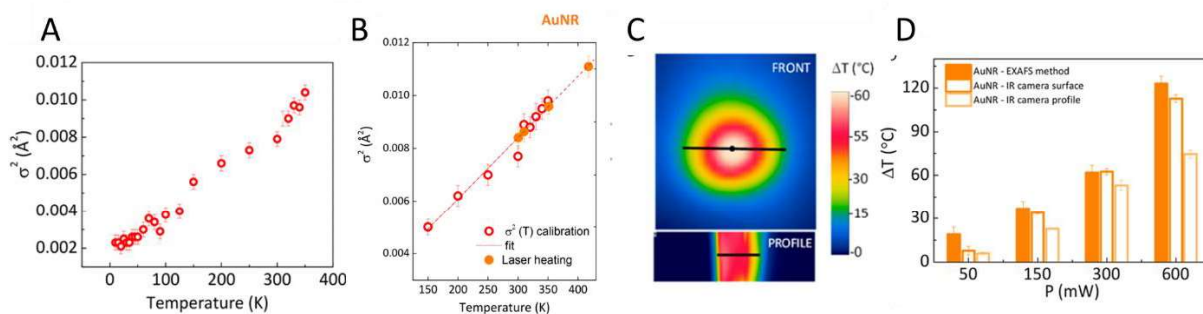 A
σ² (Å²)
0.012
0.010
0.008
0.006
0.004
0.002
0
100
200
300
400
Temperature (K)
B
AuNR
σ² (Å²)
0.012
0.010
0.008
0.006
0.004
σ² (T) calibration
fit
Laser heating
150
200
250
300
350
400
Temperature (K)
C
FRONT
PROFILE
ΔT (°C)
-60
-45
-30
-15
-0
D
AuNR - EXAFS method
AuNR - IR camera surface
AuNR - IR camera profile
ΔT (°C)
120
90
60
30
0
50
150
300
600
P (mW)